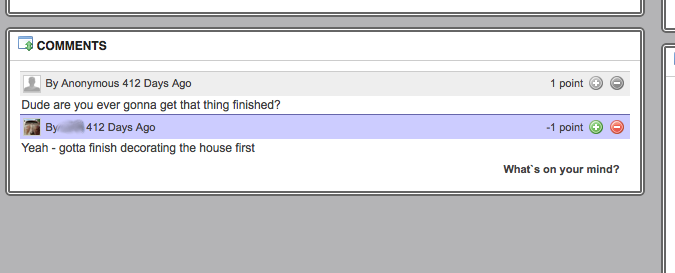 COMMENTS
By Anonymous 412 Days Ago 1 point
Dude are you ever gonna get that thing finished?
By 412 Days Ago -1 point
Yeah - gotta finish decorating the house first
What`s on your mind?